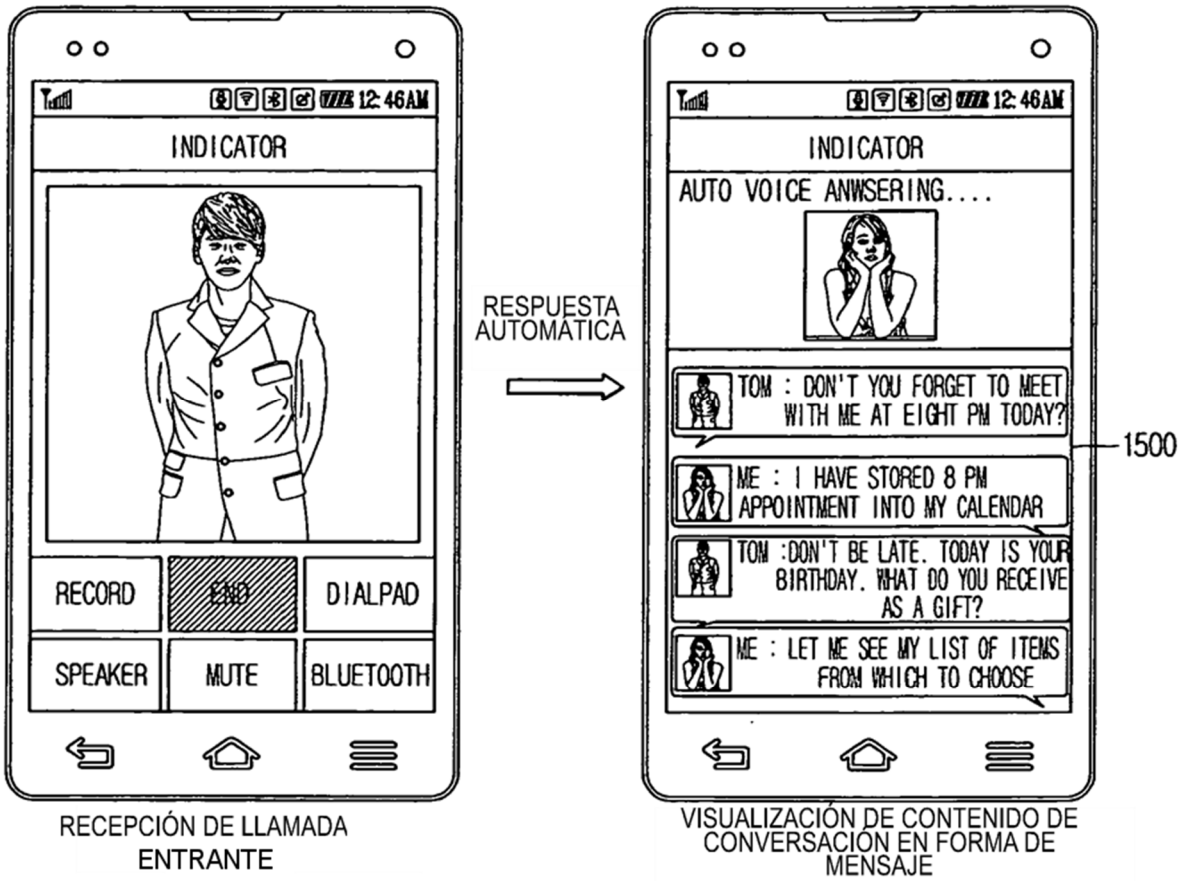 12:46AM
INDICATOR
RECORD
END
DIALPAD
SPEAKER
MUTE
BLUETOOTH
RECEPCIÓN DE LLAMADA
ENTRANTE
RESPUESTA
AUTOMÁTICA
12:46AM
INDICATOR
AUTO VOICE ANWSERING....
TOM : DON'T YOU FORGET TO MEET
WITH ME AT EIGHT PM TODAY?
ME : I HAVE STORED 8 PM
APPOINTMENT INTO MY CALENDAR
TOM :DON'T BE LATE. TODAY IS YOUR
BIRTHDAY. WHAT DO YOU RECEIVE
AS A GIFT?
ME : LET ME SEE MY LIST OF ITEMS
FROM WHICH TO CHOOSE
1500
VISUALIZACIÓN DE CONTENIDO DE
CONVERSACIÓN EN FORMA DE
MENSAJE